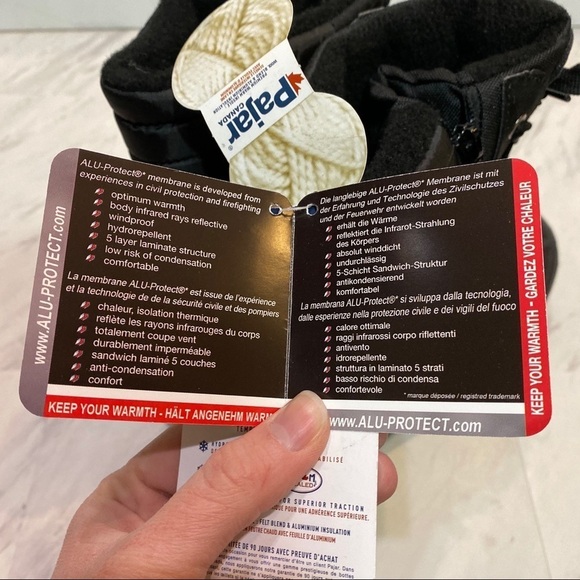 Pajar
CANADA
ALU-Protect®* membrane is developed from
experiences in civil protection and firefighting
optimum warmth
body infrared rays reflective
windproof
hydrorepellent
5 layer laminate structure
low risk of condensation
comfortable
La membrane ALU-Protect®* est issue de l'expérience
et la technologie de de la sécurité civile et des pompiers
chaleur, isolation thermique
reflète les rayons infrarouges du corps
totalement coupe vent
durablement imperméable
sandwich laminé 5 couches
anti-condensation
confort
www.ALU-PROTECT.com
KEEP YOUR WARMTH - HÄLT ANGENEHM WARM
Die langlebige ALU-Protect®* Membrane ist mit
der Erfahrung und Technologie des Zivilschutzes
und der Feuerwehr entwickelt worden
erhält die Wärme
reflektiert die Infrarot-Strahlung
des Körpers
absolut winddicht
undurchlässig
5-Schicht Sandwich-Struktur
antikondensierend
komfortabel
La membrana ALU-Protect®* si sviluppa dalla tecnologia,
dalle esperienze nella protezione civile e dei vigili del fuoco
calore ottimale
raggi infrarossi corpo riflettenti
antivento
idrorepellente
struttura in laminato 5 strati
basso rischio di condensa
confortevole
* marque déposée / registred trademark
www.ALU-PROTECT.com
KEEP YOUR WARMTH - GARDEZ VOTRE CHALEUR
FOR SUPERIOR TRACTION
POUR UNE ADHÉRENCE SUPÉRIEURE.
FELT BLEND & ALUMINIUM INSULATION
CHAUD AVEC FEUILLE D'ALUMINIUM
DE 90 JOURS AVEC PREUVE D'ACHAT